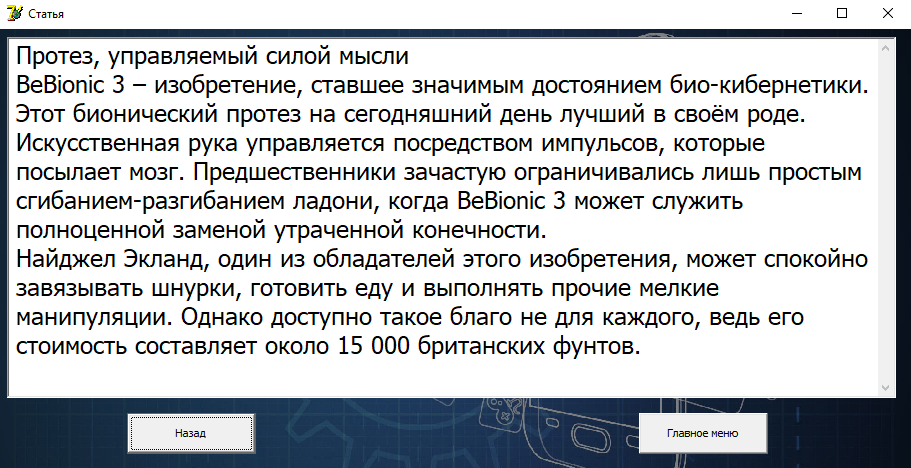 Статья
Протез, управляемый силой мысли
BeBionic 3 – изобретение, ставшее значимым достоянием био-кибернетики.
Этот бионический протез на сегодняшний день лучший в своём роде.
Искусственная рука управляется посредством импульсов, которые
посылает мозг. Предшественники зачастую ограничивались лишь простым
сгибанием-разгибанием ладони, когда BeBionic 3 может служить
полноценной заменой утраченной конечности.
Найджел Экланд, один из обладателей этого изобретения, может спокойно
завязывать шнурки, готовить еду и выполнять прочие мелкие
манипуляции. Однако доступно такое благо не для каждого, ведь его
стоимость составляет около 15 000 британских фунтов.
Назад
Главное меню